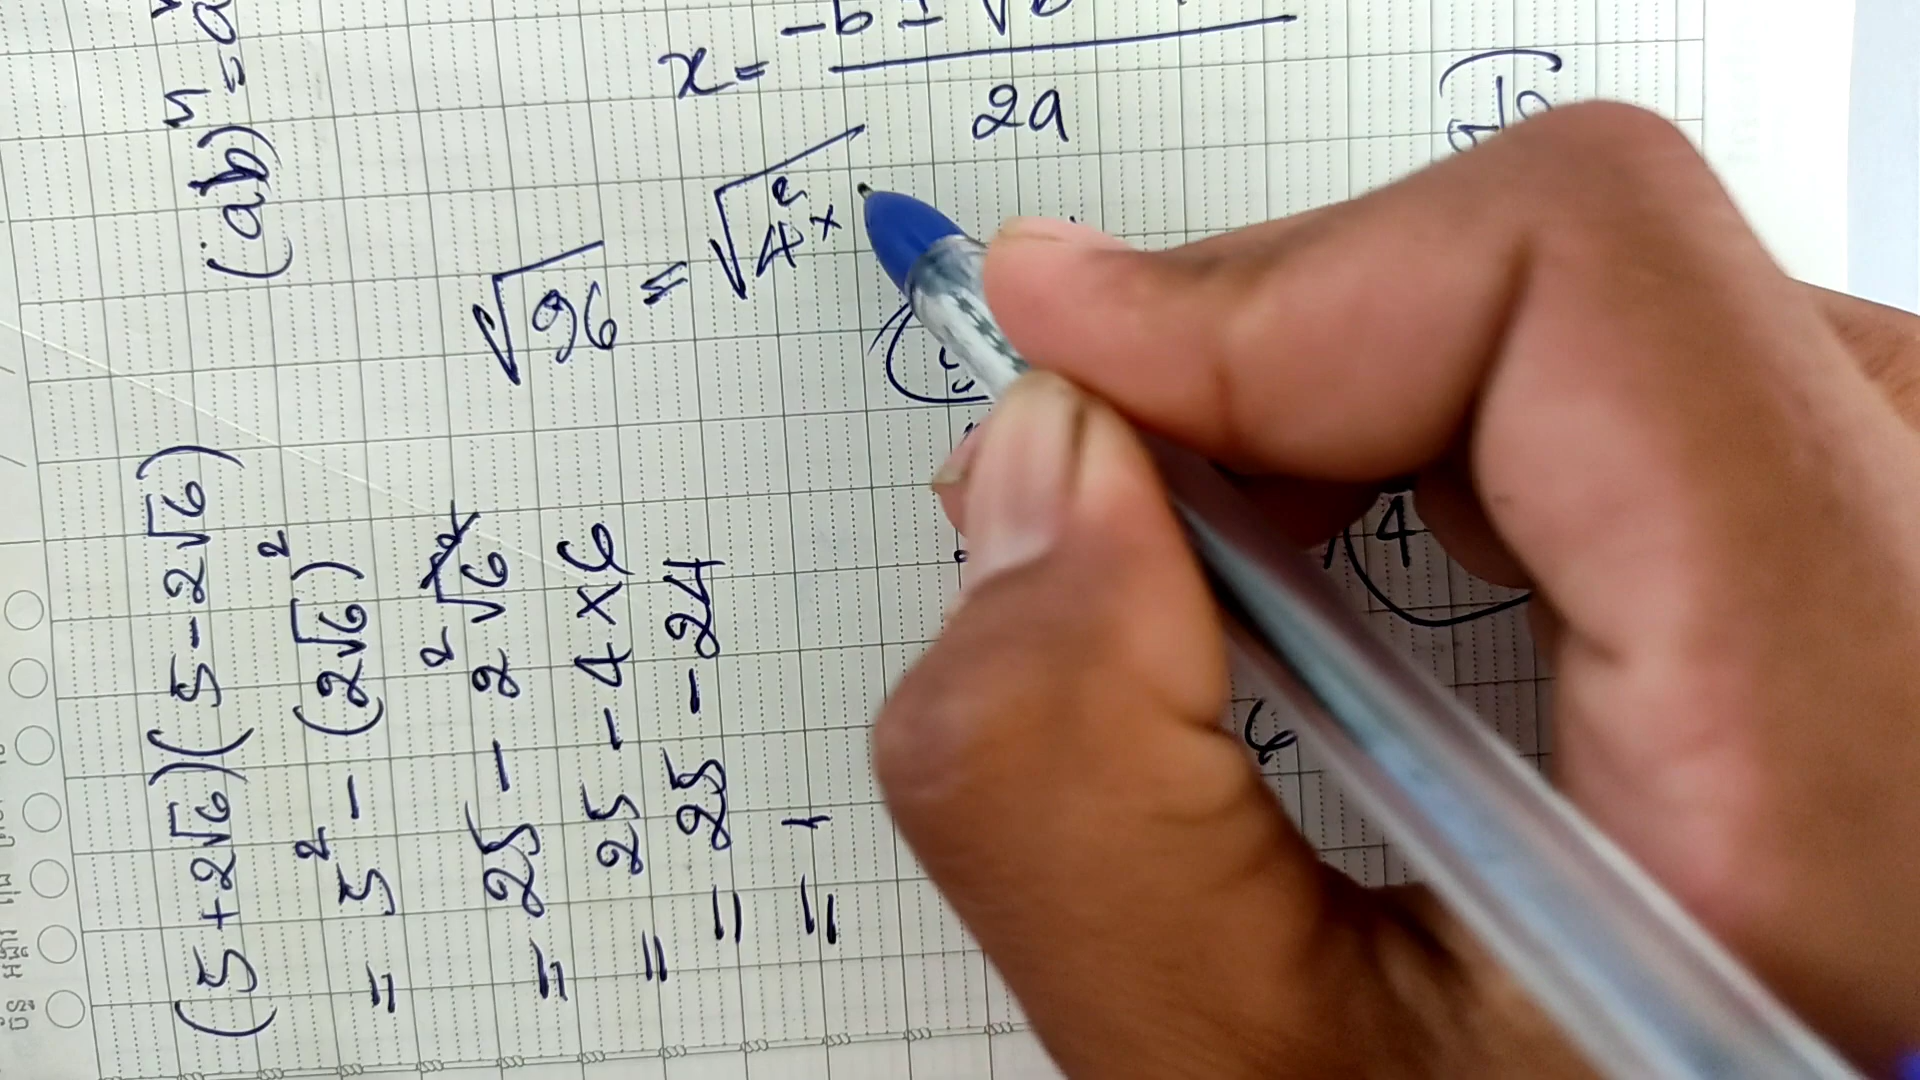 x = -b ± √b
2a
(ab)ⁿ = a
√96 = √4² ×
(5+2√6)(5-2√6)
= 5² - (2√6)²
= 25 - 2²√6²
= 25 - 4×6
= 25 - 24
= 1
4